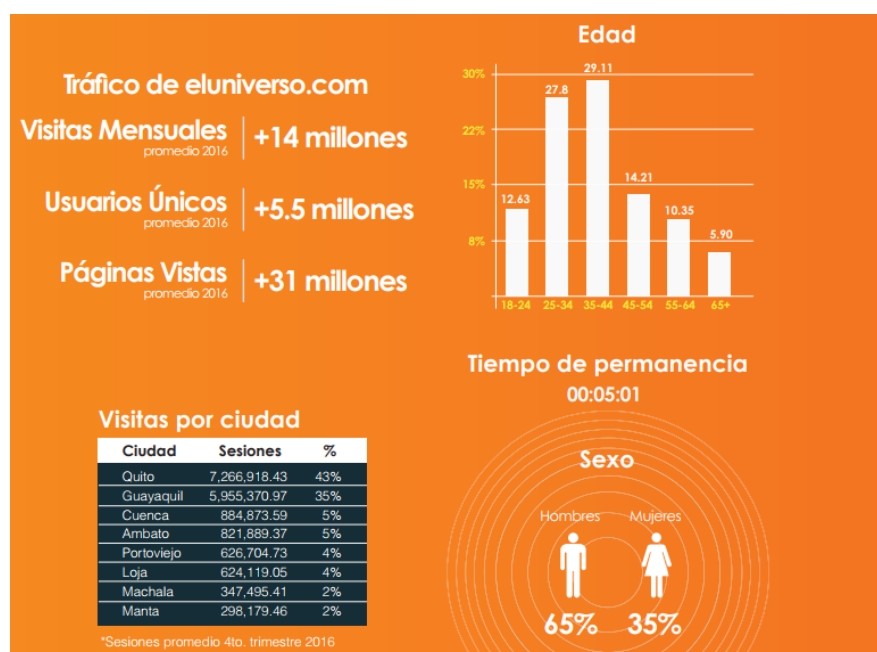 Tráfico de eluniverso.com
Visitas Mensuales
promedio 2016
+14 millones
Usuarios Únicos
promedio 2016
+5.5 millones
Páginas Vistas
promedio 2016
+31 millones
Edad
30%
22%
15%
8%
12.63
27.8
29.11
14.21
10.35
5.90
18-24 25-34 35-44 45-54 55-64 65+
Visitas por ciudad
Ciudad Sesiones %
Quito 7,266,918.43 43%
Guayaquil 5,955,370.97 35%
Cuenca 884,873.59 5%
Ambato 821,889.37 5%
Portoviejo 626,704.73 4%
Loja 624,119.05 4%
Machala 347,495.41 2%
Manta 298,179.46 2%
*Sesiones promedio 4to. trimestre 2016
Tiempo de permanencia
00:05:01
Sexo
Hombres Mujeres
65% 35%